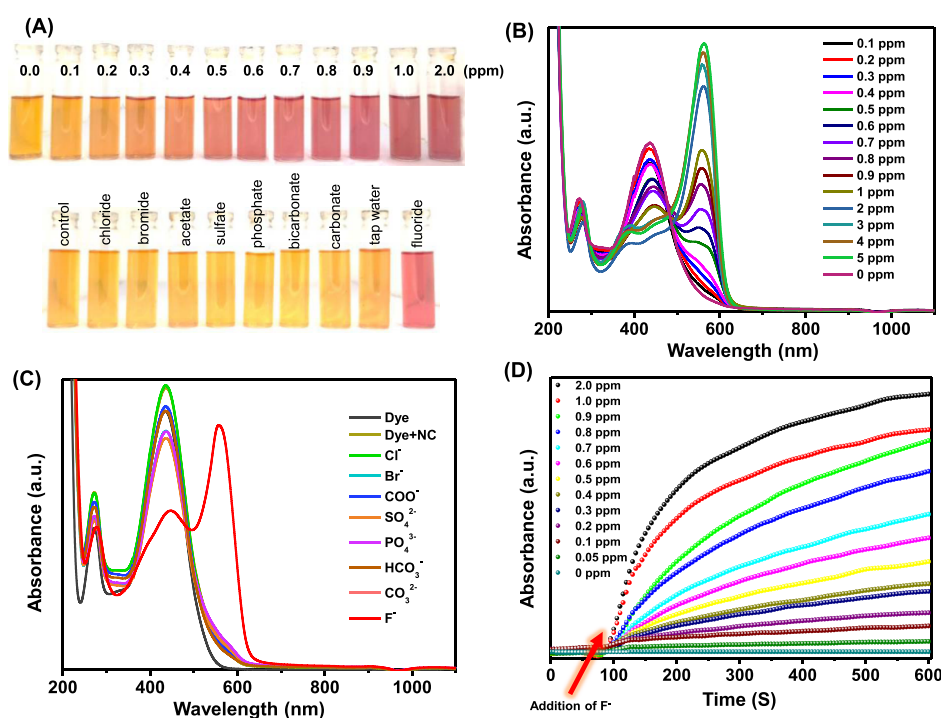 (A)
0.0 0.1 0.2 0.3 0.4 0.5 0.6 0.7 0.8 0.9 1.0 2.0 (ppm)
control
chloride
bromide
acetate
sulfate
phosphate
bicarbonate
carbonate
tap water
fluoride
(B)
Absorbance (a.u.)
0.1 ppm
0.2 ppm
0.3 ppm
0.4 ppm
0.5 ppm
0.6 ppm
0.7 ppm
0.8 ppm
0.9 ppm
1 ppm
2 ppm
3 ppm
4 ppm
5 ppm
0 ppm
200 400 600 800 1000
Wavelength (nm)
(C)
Absorbance (a.u.)
Dye
Dye+NC
Cl⁻
Br⁻
COO⁻
SO₄²⁻
PO₄³⁻
HCO₃⁻
CO₃²⁻
F⁻
200 400 600 800 1000
Wavelength (nm)
(D)
Absorbance (a.u.)
2.0 ppm
1.0 ppm
0.9 ppm
0.8 ppm
0.7 ppm
0.6 ppm
0.5 ppm
0.4 ppm
0.3 ppm
0.2 ppm
0.1 ppm
0.05 ppm
0 ppm
0 100 200 300 400 500 600
Time (S)
Addition of F⁻